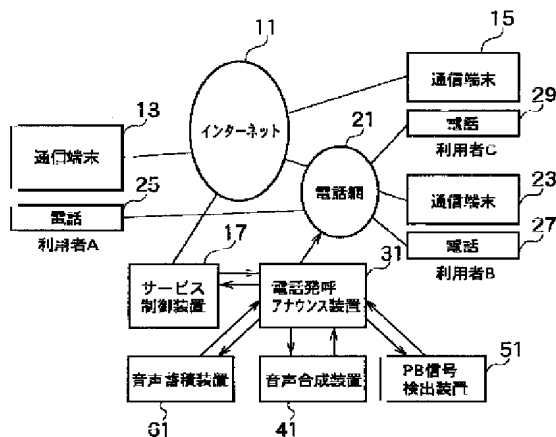 11
15
通信端末
13
インターネット
21
29
電話
利用者C
通信端末
電話網
23
通信端末
25
電話
利用者A
27
電話
利用者B
17
31
サービス
制御装置
電話発呼
アナウンス装置
51
音声蓄積装置
音声合成装置
PB信号
検出装置
61
41